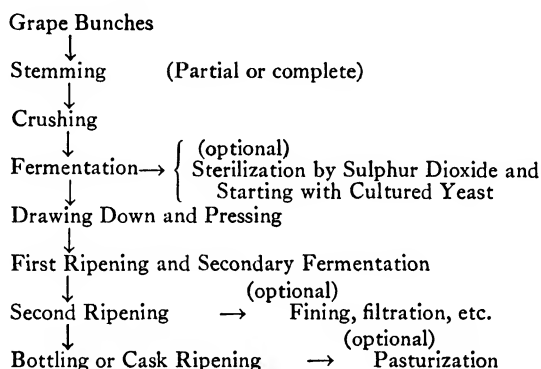 Grape Bunches
Stemming (Partial or complete)
Crushing
(optional)
Fermentation→ { Sterilization by Sulphur Dioxide and
Starting with Cultured Yeast
Drawing Down and Pressing
First Ripening and Secondary Fermentation
(optional)
Second Ripening → Fining, filtration, etc.
(optional)
Bottling or Cask Ripening → Pasturization